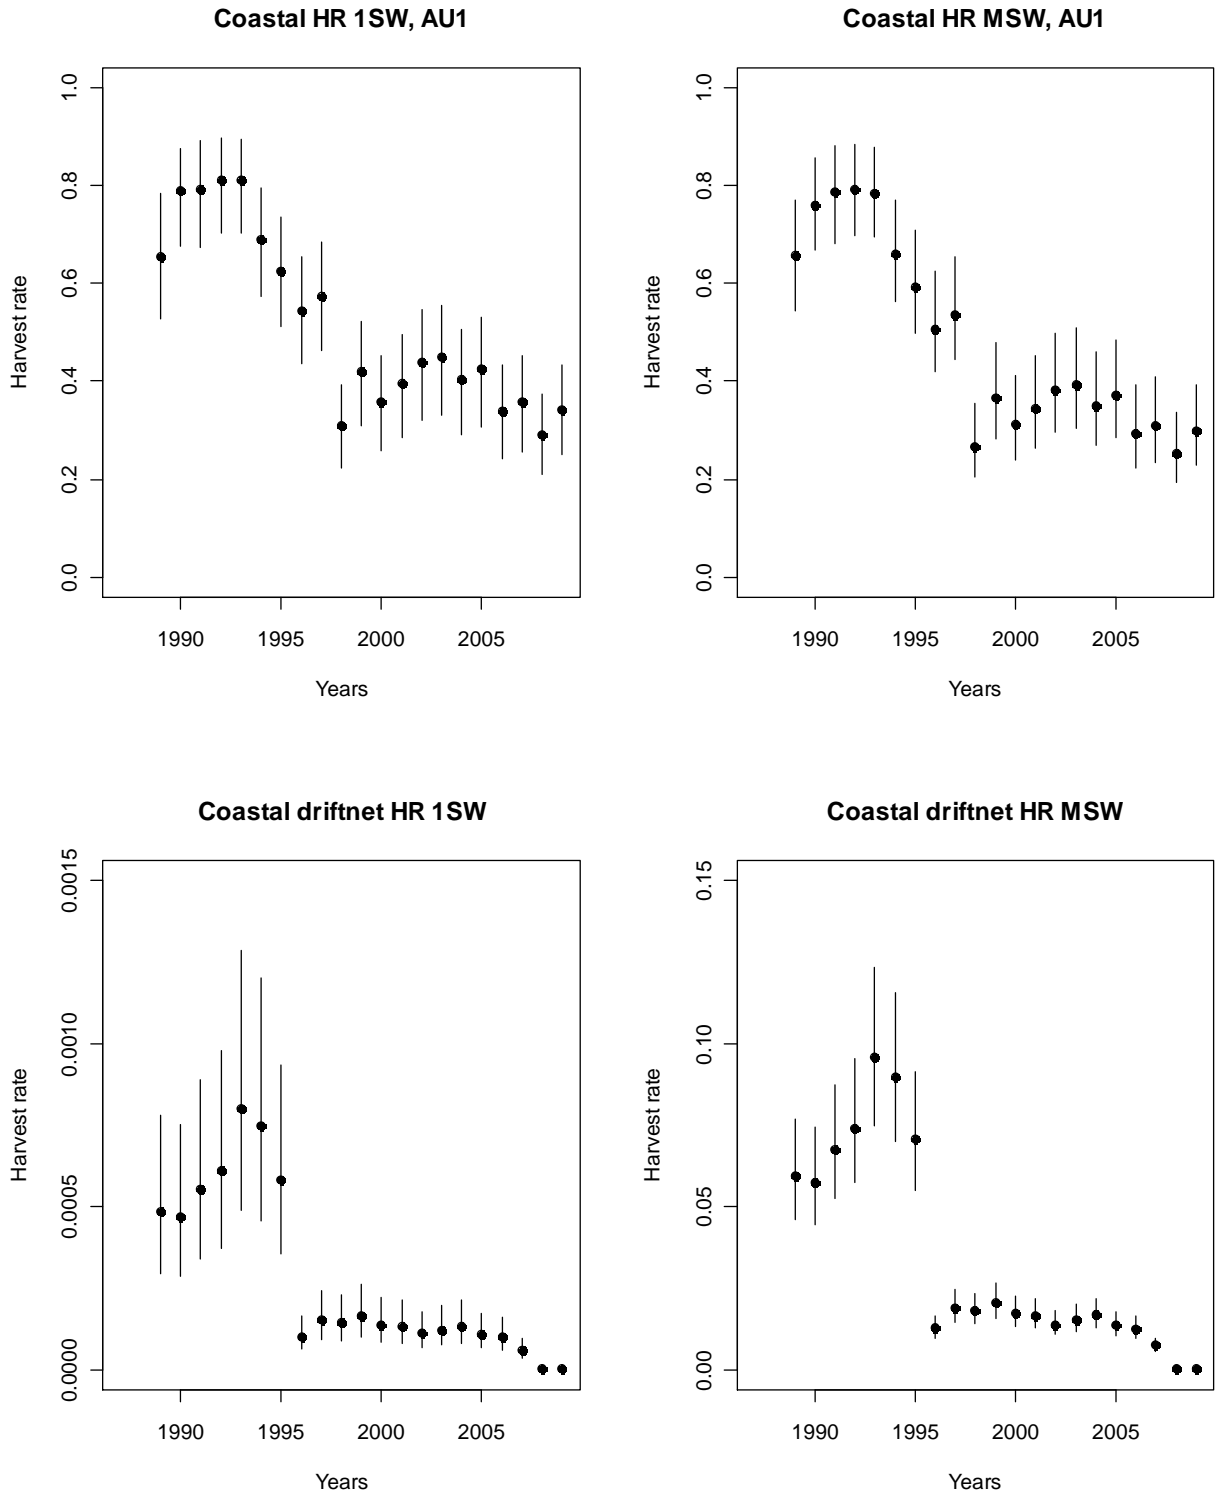 Coastal HR 1SW, AU1
Harvest rate
1.0
0.8
0.6
0.4
0.2
0.0
1990 1995 2000 2005
Years
Coastal HR MSW, AU1
Harvest rate
1.0
0.8
0.6
0.4
0.2
0.0
1990 1995 2000 2005
Years
Coastal driftnet HR 1SW
Harvest rate
0.0015
0.0010
0.0005
0.0000
1990 1995 2000 2005
Years
Coastal driftnet HR MSW
Harvest rate
0.15
0.10
0.05
0.00
1990 1995 2000 2005
Years